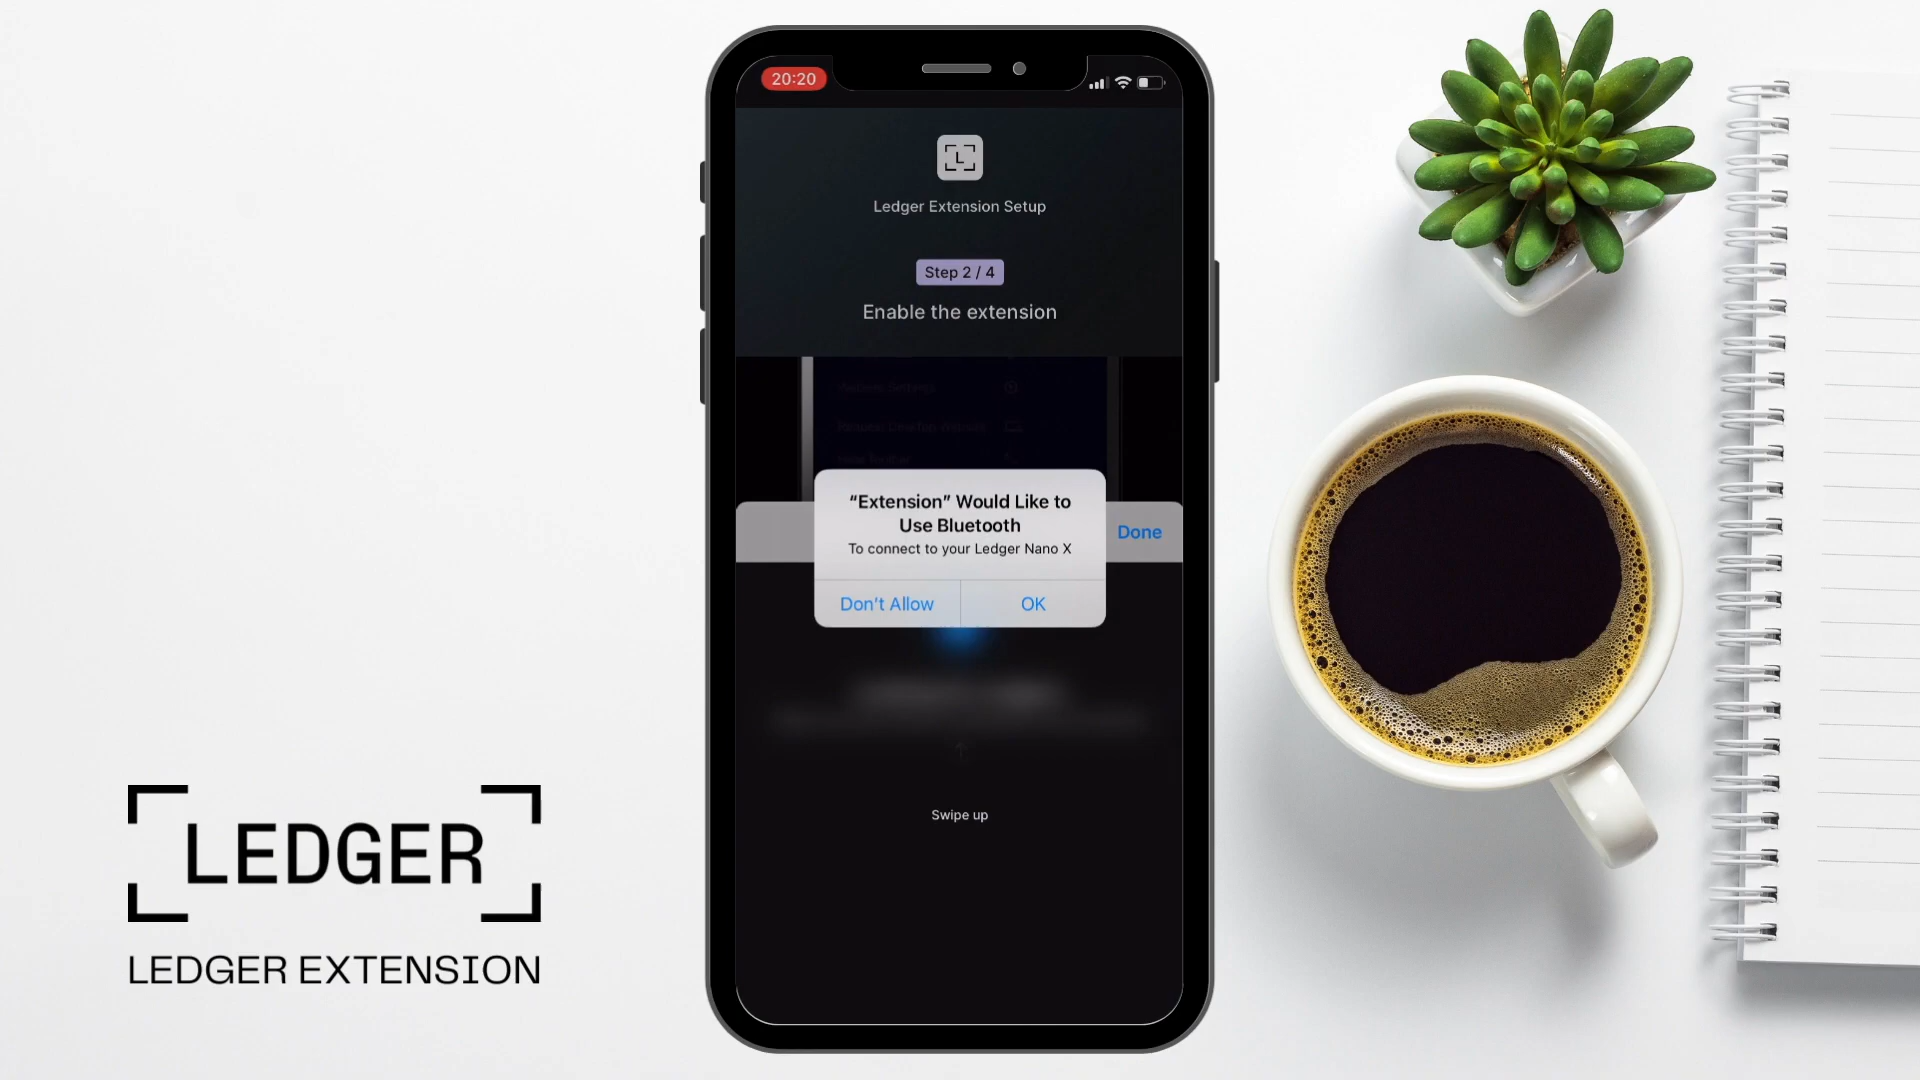 20:20
L
Ledger Extension Setup
Step 2 / 4
Enable the extension
“Extension” Would Like to
Use Bluetooth
To connect to your Ledger Nano X
Done
Don't Allow
OK
Swipe up
LEDGER
LEDGER EXTENSION